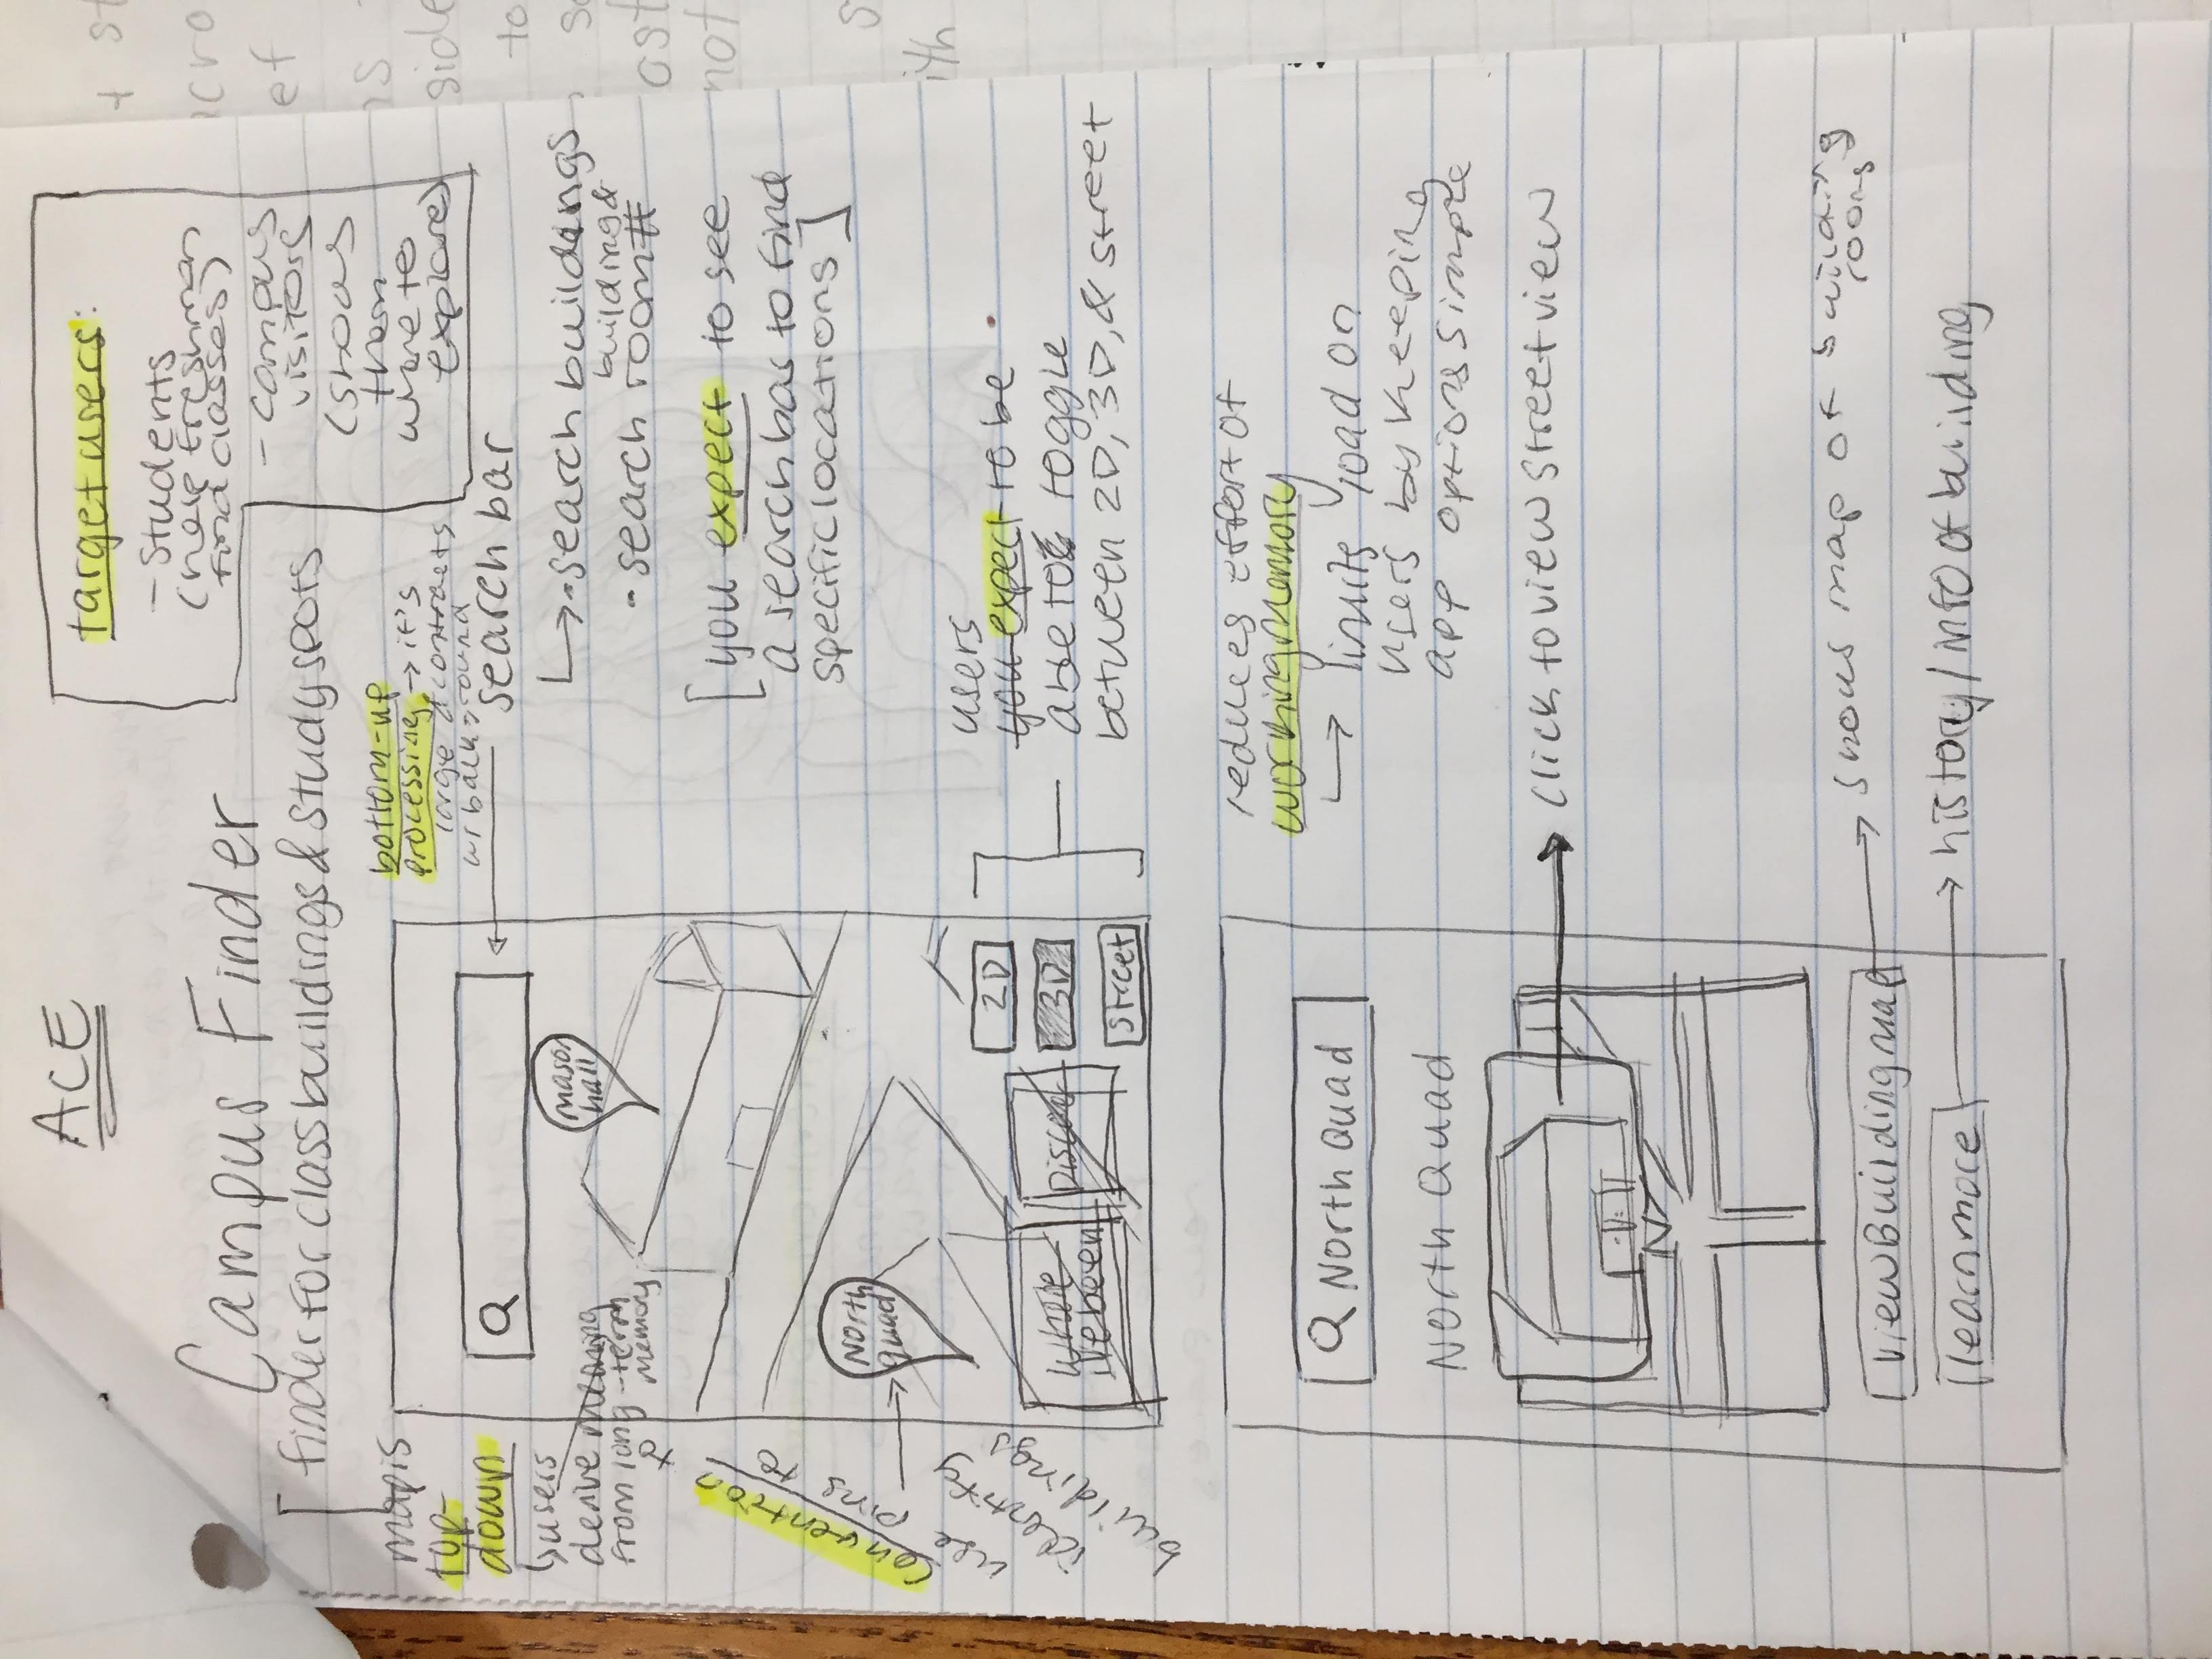 ACE
target users:
- Students
(help freshman
find classes)
- campus
visitors
(shows
them
where to
explore)
Campus Finder
finder for class buildings & study spots
map is
top-
down
↳ users
derive meaning
from long-term
memory
bottom-up
processing → it's
large & contrasts
w/ background
search bar
↳ • search buildings
building &
• search room #
[you expect to see
a search bar to find
specific locations]
mason
hall
convention to
use pins to
identify
buildings
North
quad
2D
3D
street
where
i've been
Discover
users
you expect to be
able to toggle
between 2D, 3D, & street
reduces effort of
working memory
↳ limits load on
users by keeping
app options simple
North Quad
North Quad
click to view street view
view Building map
shows map of building
rooms
learn more
history/info of building